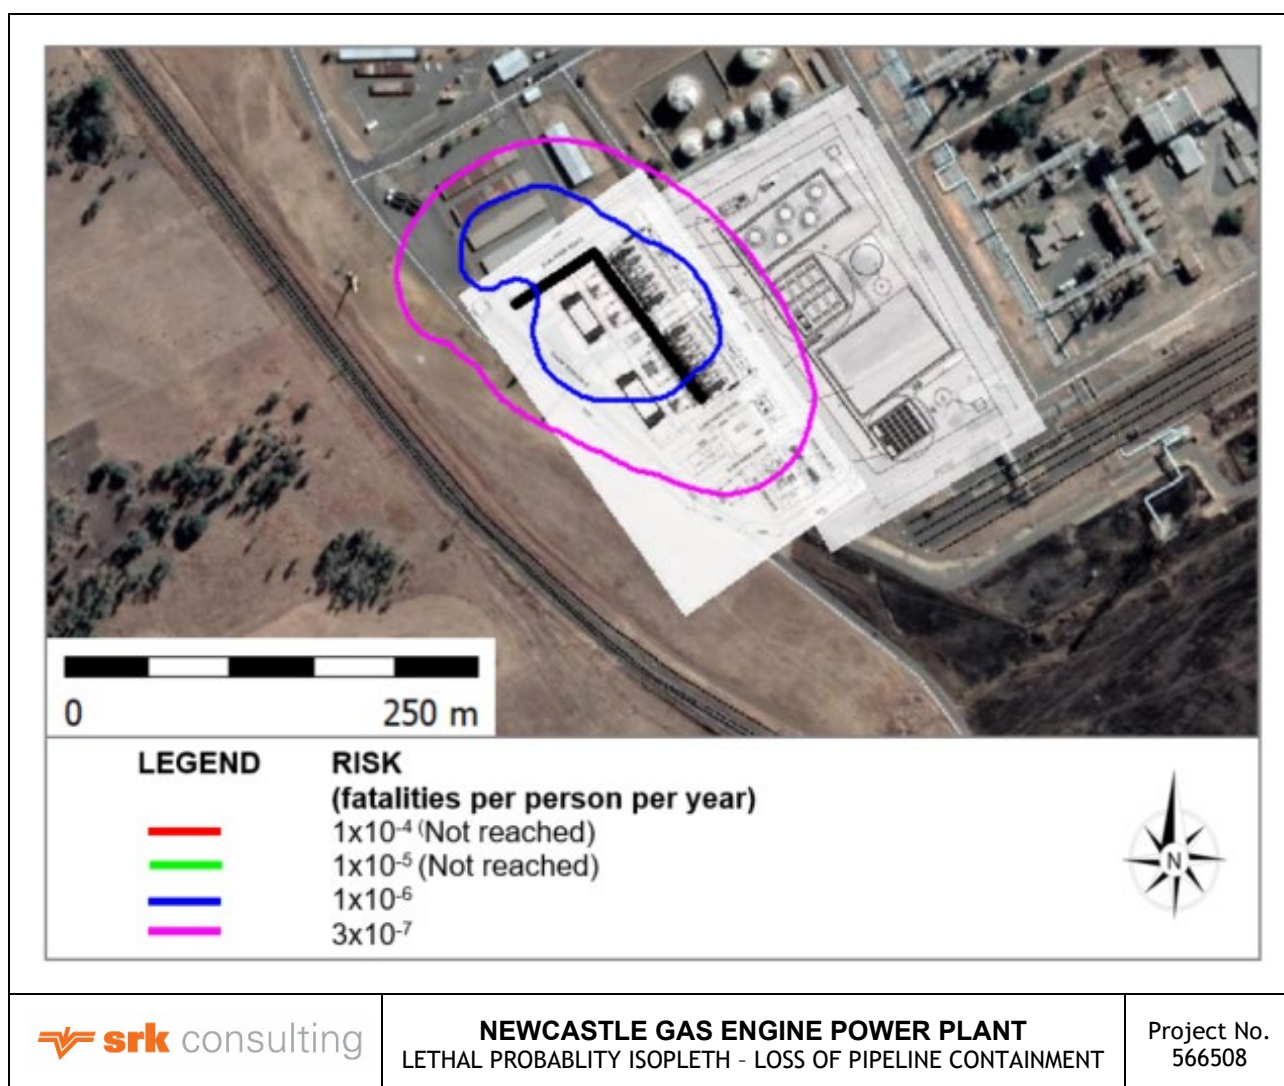 0 250 m
LEGEND RISK
(fatalities per person per year)
1x10⁻⁴ ⁽Not reached)
1x10⁻⁵ (Not reached)
1x10⁻⁶
3x10⁻⁷
N
srk consulting
NEWCASTLE GAS ENGINE POWER PLANT
LETHAL PROBABLITY ISOPLETH – LOSS OF PIPELINE CONTAINMENT
Project No.
566508